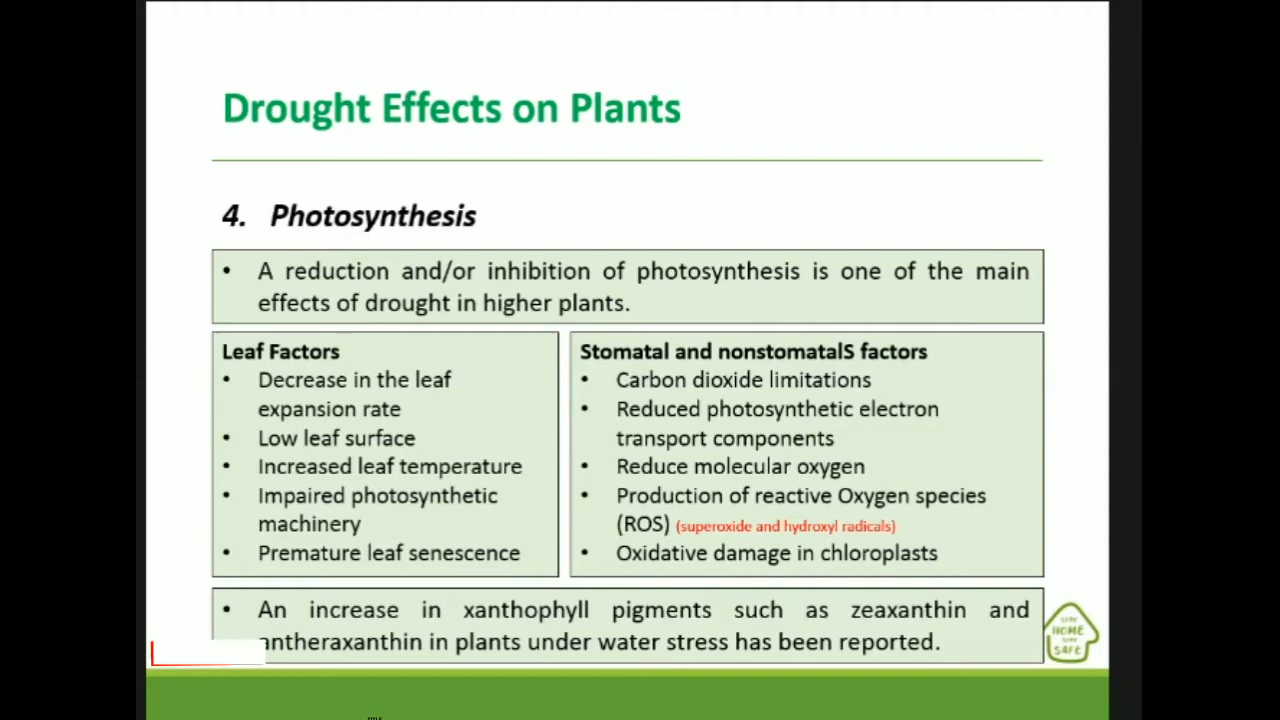 Drought Effects on Plants
4. Photosynthesis
• A reduction and/or inhibition of photosynthesis is one of the main
effects of drought in higher plants.
Leaf Factors
• Decrease in the leaf
expansion rate
• Low leaf surface
• Increased leaf temperature
• Impaired photosynthetic
machinery
• Premature leaf senescence
Stomatal and nonstomatalS factors
• Carbon dioxide limitations
• Reduced photosynthetic electron
transport components
• Reduce molecular oxygen
• Production of reactive Oxygen species
(ROS) (superoxide and hydroxyl radicals)
• Oxidative damage in chloroplasts
• An increase in xanthophyll pigments such as zeaxanthin and
antheraxanthin in plants under water stress has been reported.
STAY
HOME
STAY
SAFE